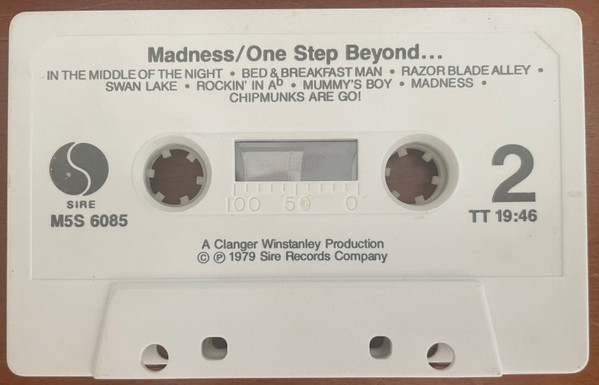 Madness/One Step Beyond...
IN THE MIDDLE OF THE NIGHT • BED & BREAKFAST MAN • RAZOR BLADE ALLEY •
SWAN LAKE • ROCKIN' IN Ab • MUMMY'S BOY • MADNESS •
CHIPMUNKS ARE GO!
S
SIRE
M5S 6085
100 50 0
2
TT 19:46
A Clanger Winstanley Production
© ℗ 1979 Sire Records Company